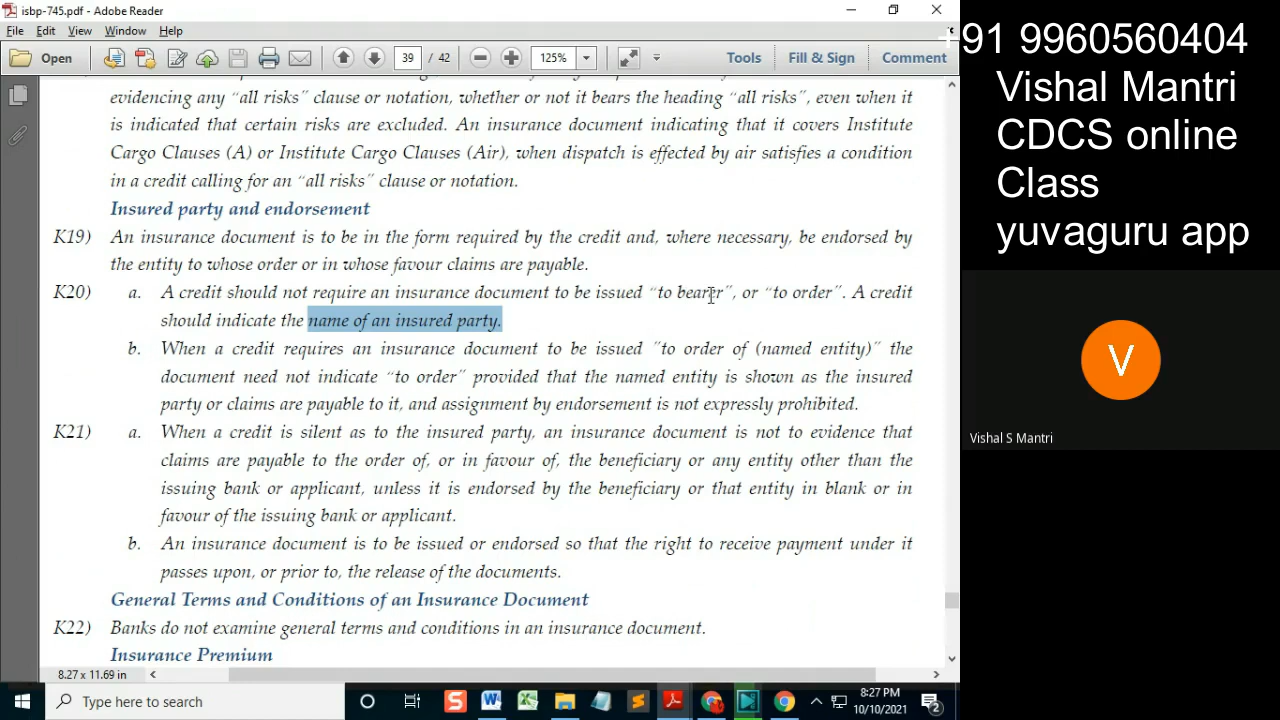 isbp-745.pdf - Adobe Reader
File Edit View Window Help
Open 39 / 42 125% Tools Fill & Sign Comment
evidencing any “all risks” clause or notation, whether or not it bears the heading “all risks”, even when it
is indicated that certain risks are excluded. An insurance document indicating that it covers Institute
Cargo Clauses (A) or Institute Cargo Clauses (Air), when dispatch is effected by air satisfies a condition
in a credit calling for an “all risks” clause or notation.
Insured party and endorsement
K19) An insurance document is to be in the form required by the credit and, where necessary, be endorsed by
the entity to whose order or in whose favour claims are payable.
K20) a. A credit should not require an insurance document to be issued “to bearer”, or “to order”. A credit
should indicate the name of an insured party.
b. When a credit requires an insurance document to be issued "to order of (named entity)" the
document need not indicate “to order” provided that the named entity is shown as the insured
party or claims are payable to it, and assignment by endorsement is not expressly prohibited.
K21) a. When a credit is silent as to the insured party, an insurance document is not to evidence that
claims are payable to the order of, or in favour of, the beneficiary or any entity other than the
issuing bank or applicant, unless it is endorsed by the beneficiary or that entity in blank or in
favour of the issuing bank or applicant.
b. An insurance document is to be issued or endorsed so that the right to receive payment under it
passes upon, or prior to, the release of the documents.
General Terms and Conditions of an Insurance Document
K22) Banks do not examine general terms and conditions in an insurance document.
Insurance Premium
8.27 x 11.69 in
Type here to search
8:27 PM
10/10/2021
2
+91 9960560404
Vishal Mantri
CDCS online
Class
yuvaguru app
V
Vishal S Mantri